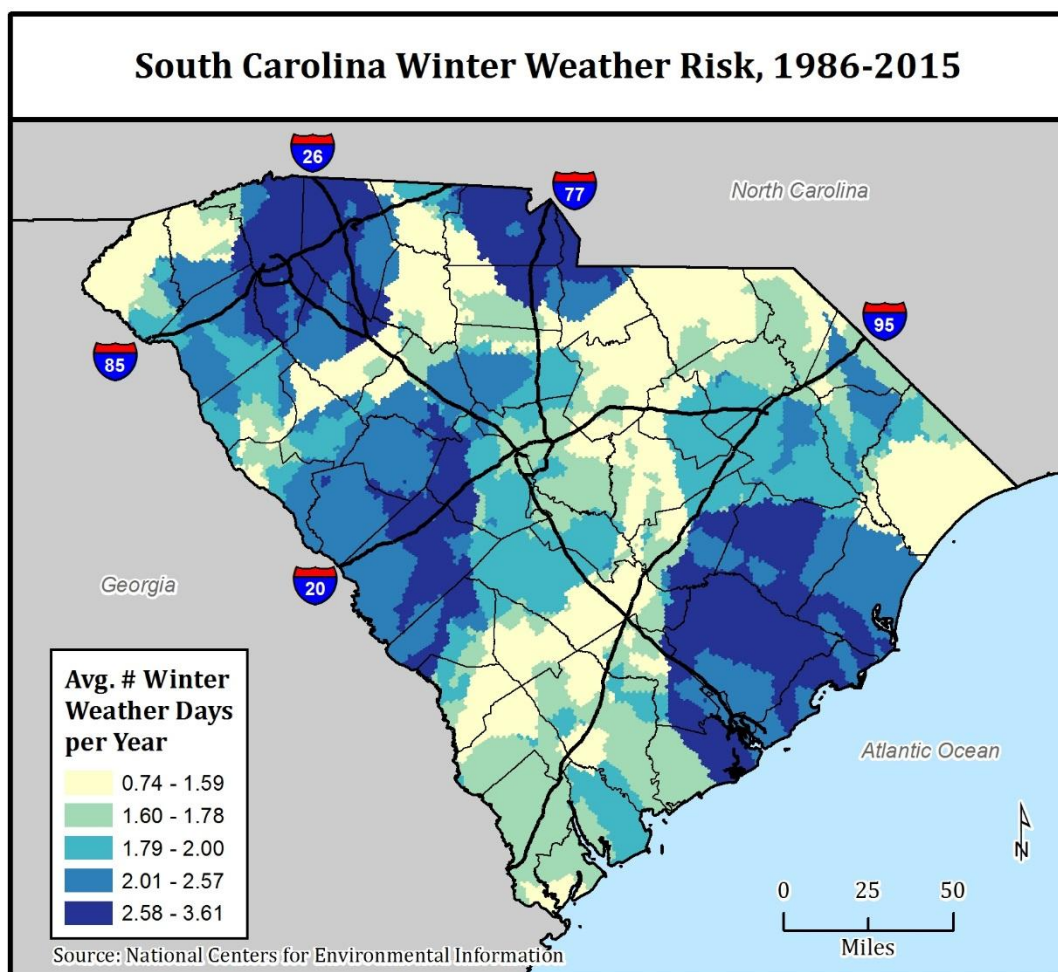 South Carolina Winter Weather Risk, 1986-2015
26
77
North Carolina
95
85
20
Georgia
Avg. # Winter
Weather Days
per Year
0.74 - 1.59
1.60 - 1.78
1.79 - 2.00
2.01 - 2.57
2.58 - 3.61
Atlantic Ocean
N
0 25 50
Miles
Source: National Centers for Environmental Information